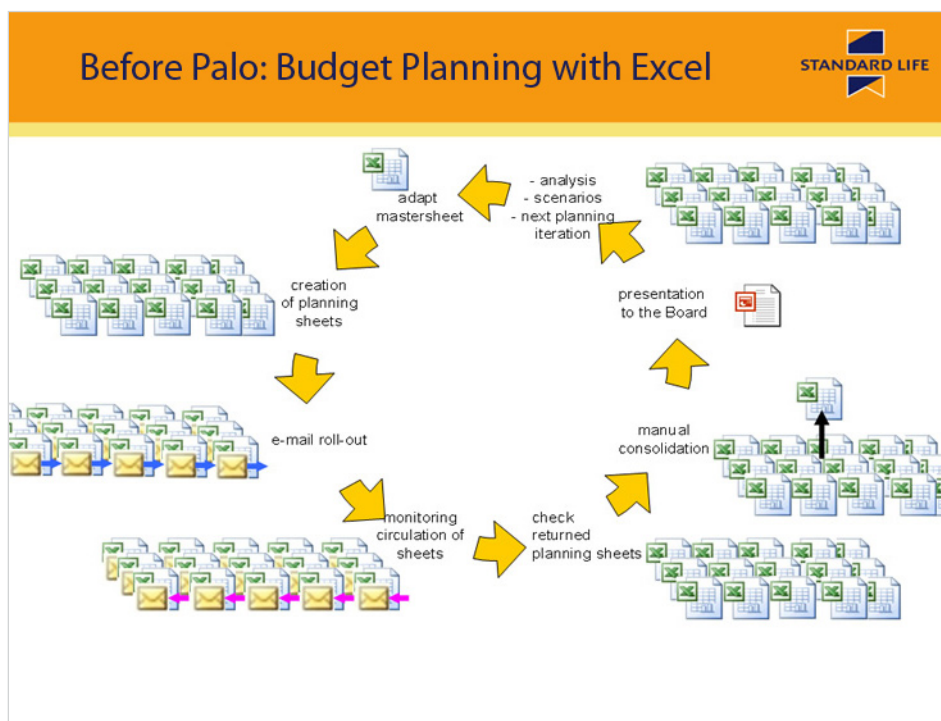 Before Palo: Budget Planning with Excel
STANDARD LIFE
adapt
mastersheet
- analysis
- scenarios
- next planning
iteration
creation
of planning
sheets
presentation
to the Board
e-mail roll-out
manual
consolidation
monitoring
circulation of
sheets
check
returned
planning sheets